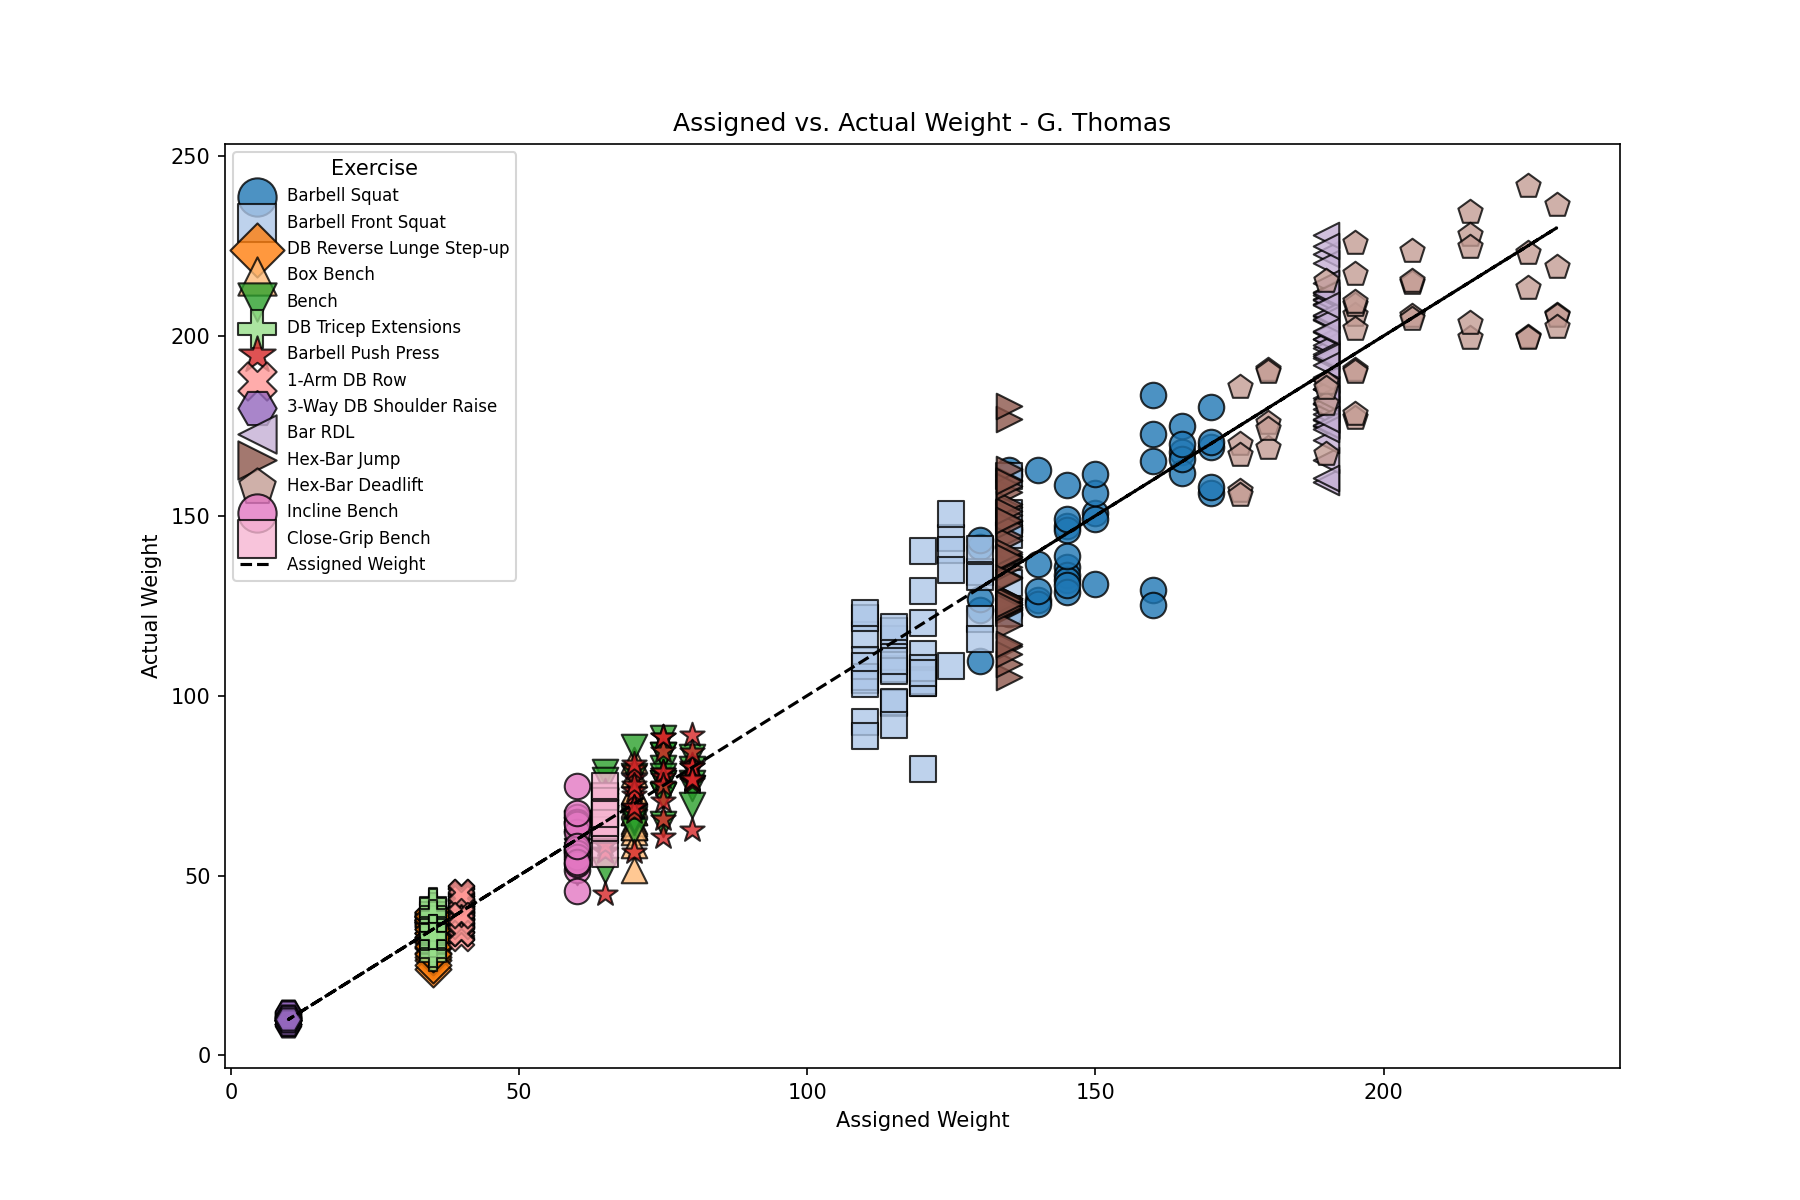 Assigned vs. Actual Weight - G. Thomas
Exercise
Barbell Squat
Barbell Front Squat
DB Reverse Lunge Step-up
Box Bench
Bench
DB Tricep Extensions
Barbell Push Press
1-Arm DB Row
3-Way DB Shoulder Raise
Bar RDL
Hex-Bar Jump
Hex-Bar Deadlift
Incline Bench
Close-Grip Bench
Assigned Weight
Actual Weight
250
200
150
100
50
0
0
50
100
150
200
Assigned Weight